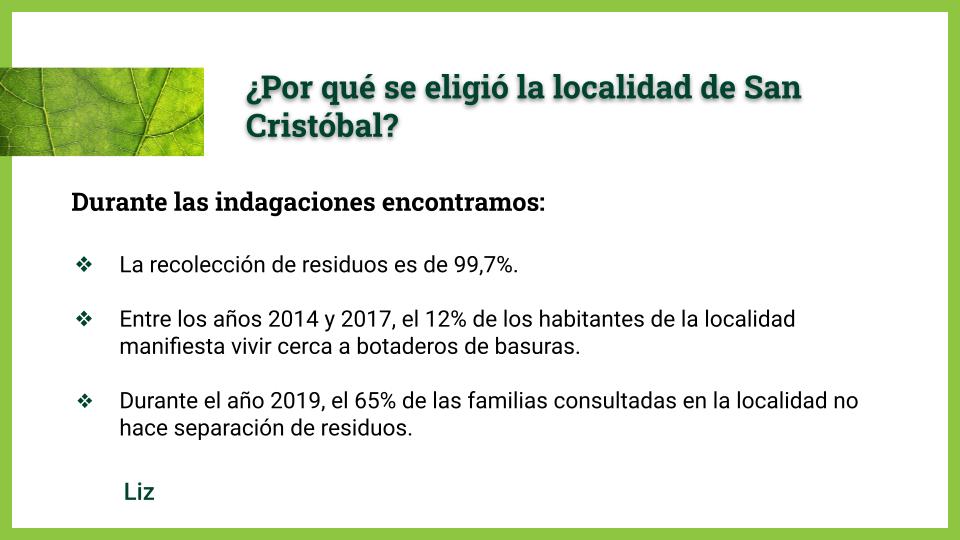 ¿Por qué se eligió la localidad de San
Cristóbal?
Durante las indagaciones encontramos:
❖ La recolección de residuos es de 99,7%.
❖ Entre los años 2014 y 2017, el 12% de los habitantes de la localidad
manifiesta vivir cerca a botaderos de basuras.
❖ Durante el año 2019, el 65% de las familias consultadas en la localidad no
hace separación de residuos.
Liz